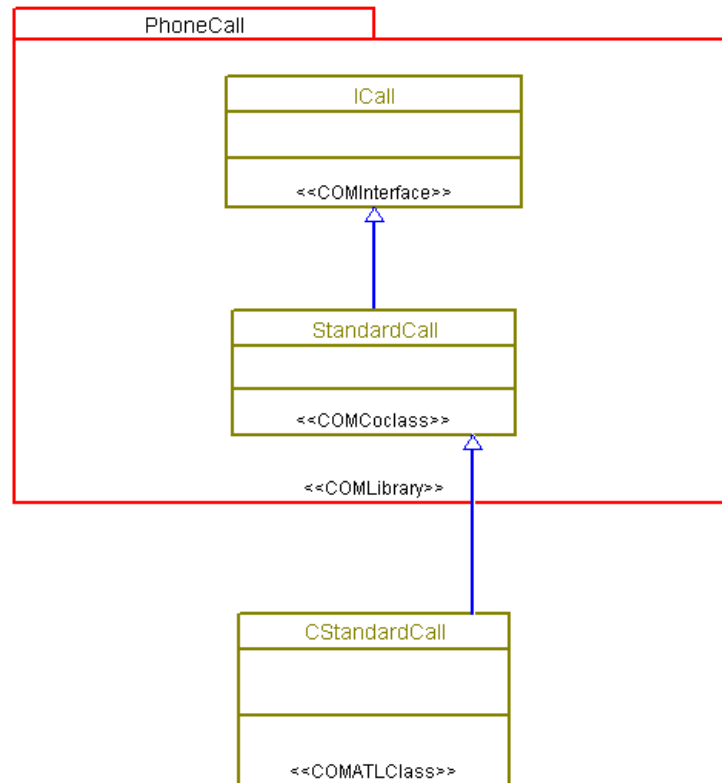 PhoneCall
ICall
<<COMInterface>>
StandardCall
<<COMCoclass>>
<<COMLibrary>>
CStandardCall
<<COMATLClass>>